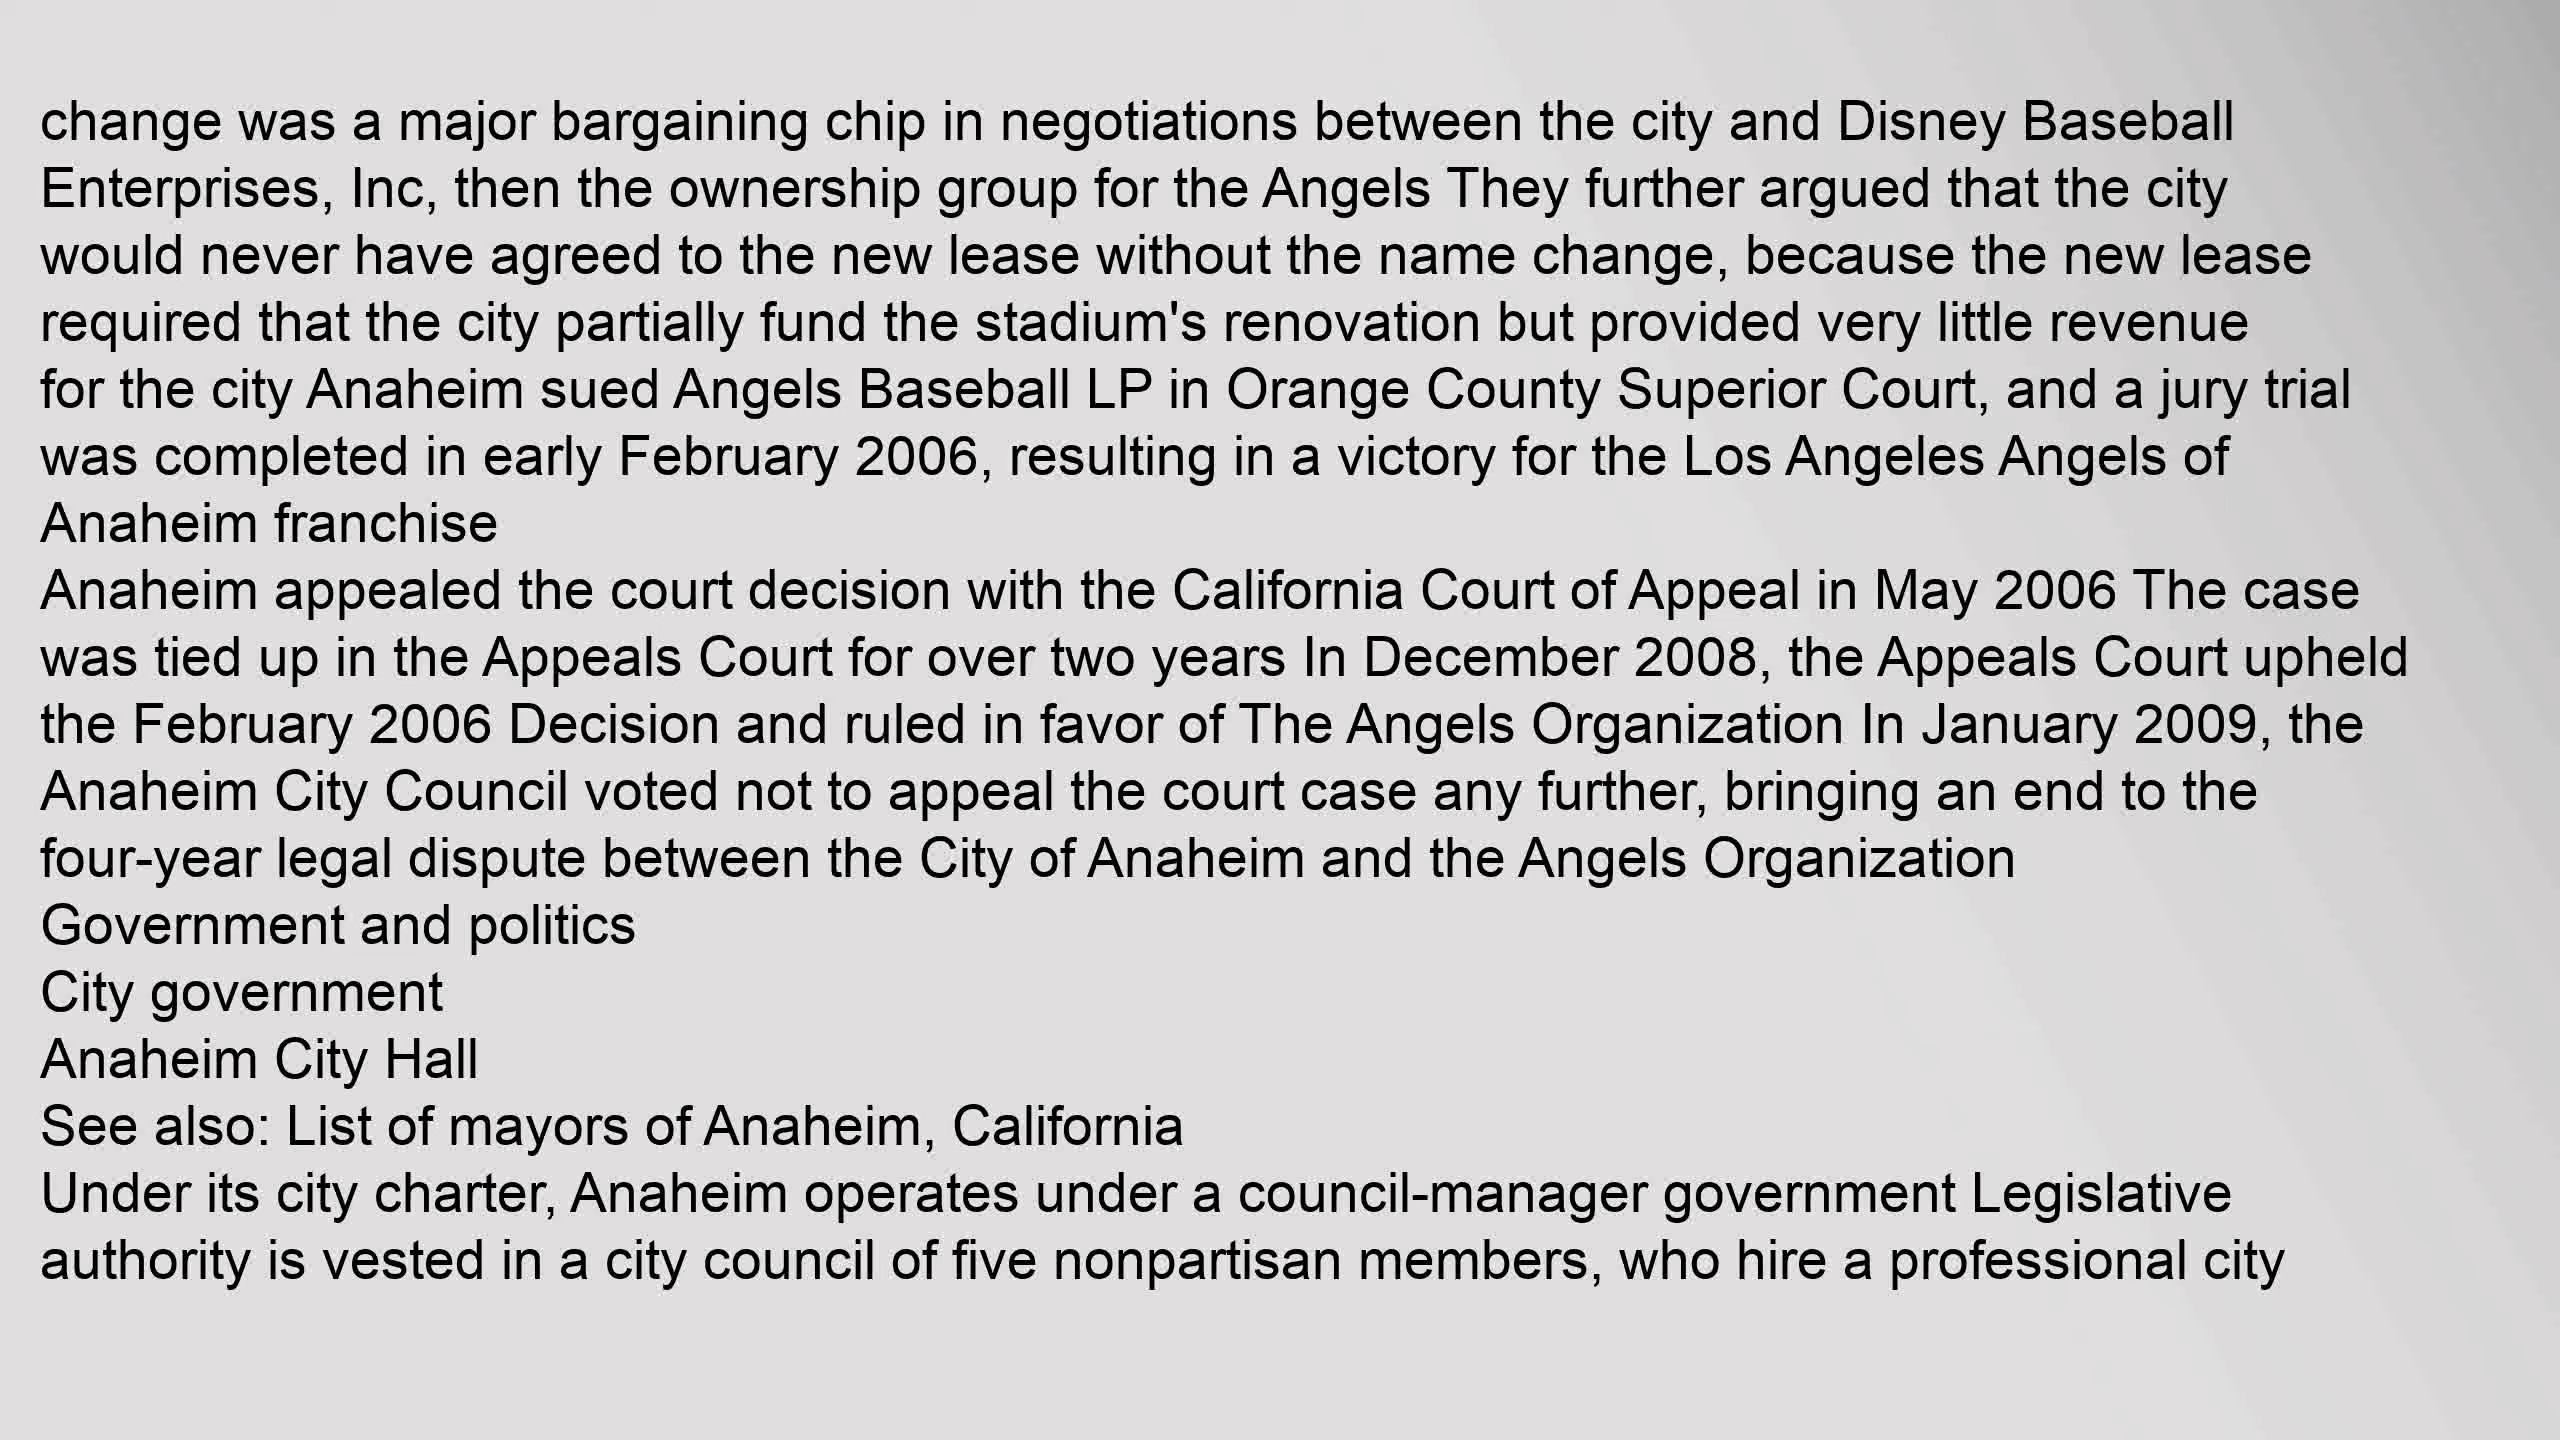 change was a major bargaining chip in negotiations between the city and Disney Baseball
Enterprises, Inc, then the ownership group for the Angels They further argued that the city
would never have agreed to the new lease without the name change, because the new lease
required that the city partially fund the stadium's renovation but provided very little revenue
for the city Anaheim sued Angels Baseball LP in Orange County Superior Court, and a jury trial
was completed in early February 2006, resulting in a victory for the Los Angeles Angels of
Anaheim franchise
Anaheim appealed the court decision with the California Court of Appeal in May 2006 The case
was tied up in the Appeals Court for over two years In December 2008, the Appeals Court upheld
the February 2006 Decision and ruled in favor of The Angels Organization In January 2009, the
Anaheim City Council voted not to appeal the court case any further, bringing an end to the
four-year legal dispute between the City of Anaheim and the Angels Organization
Government and politics
City government
Anaheim City Hall
See also: List of mayors of Anaheim, California
Under its city charter, Anaheim operates under a council-manager government Legislative
authority is vested in a city council of five nonpartisan members, who hire a professional city